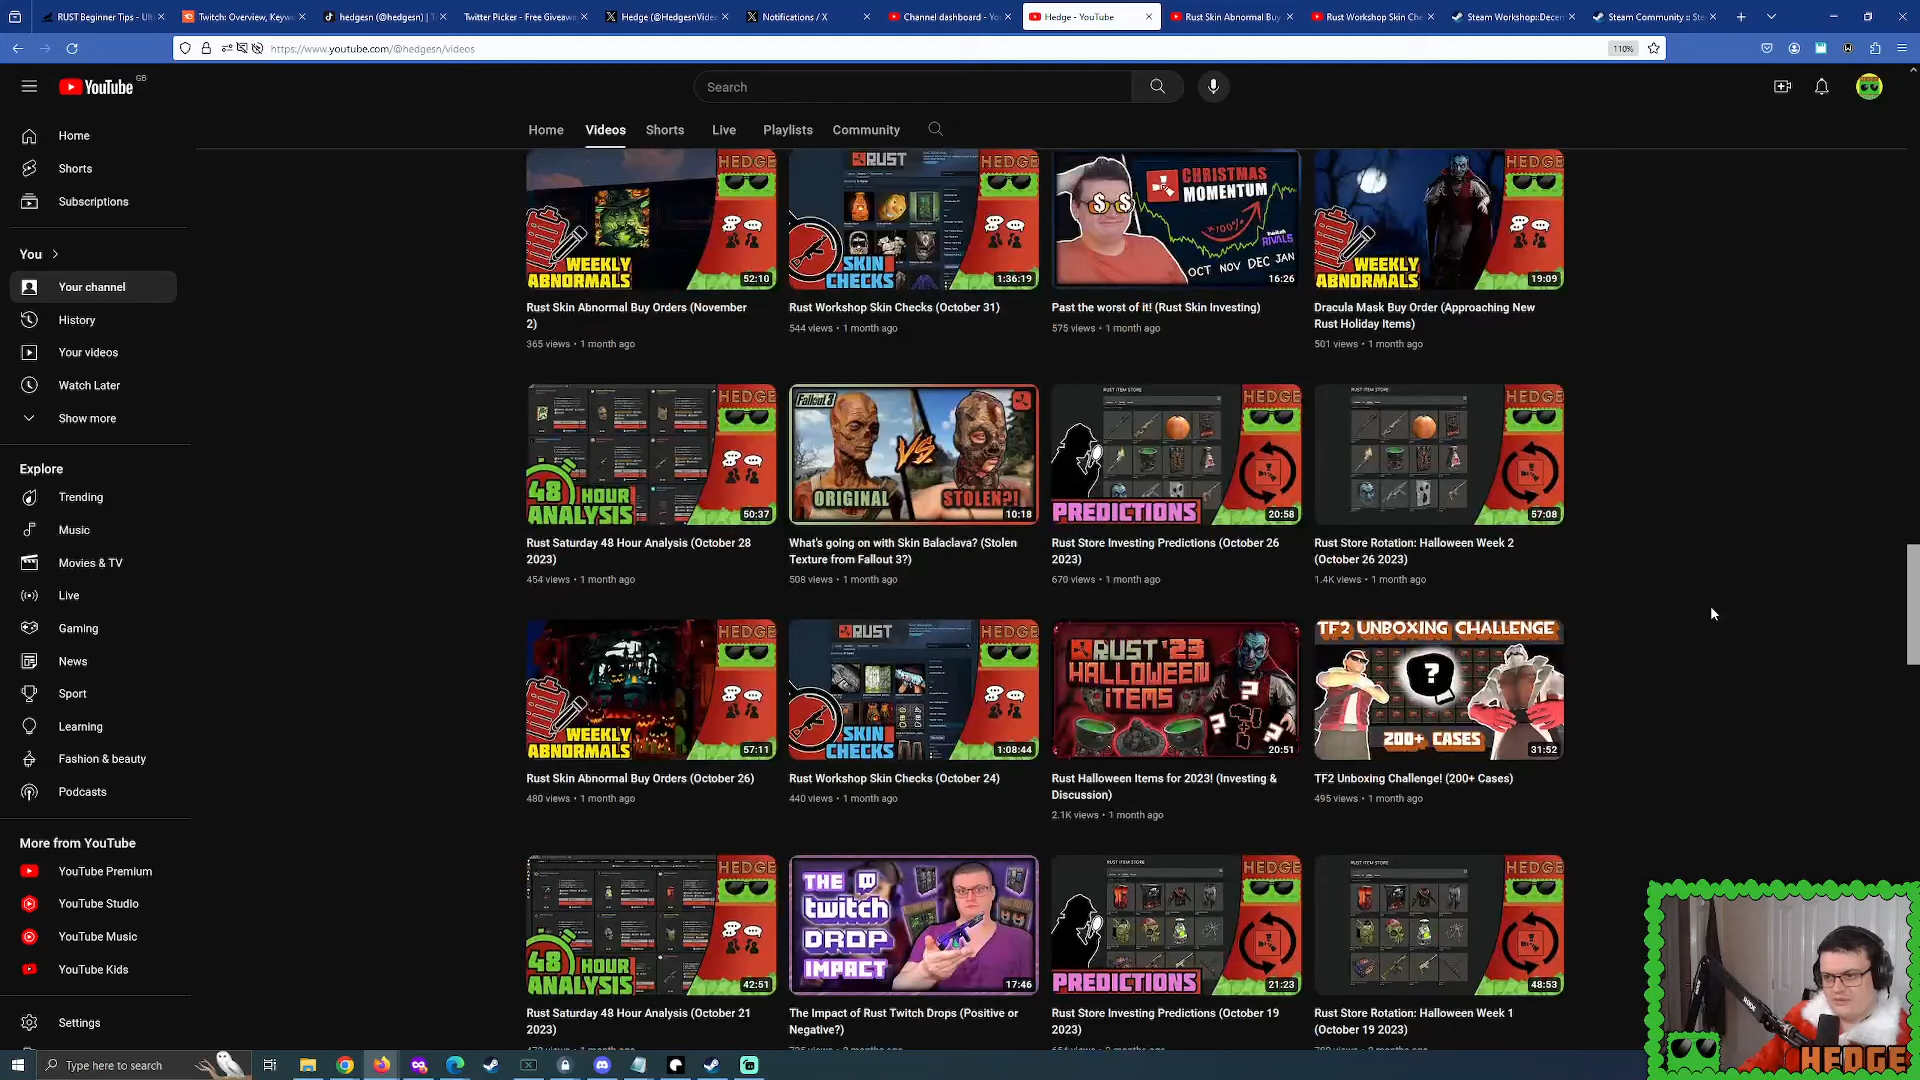 RUST Beginner Tips - Ult
Twitch: Overview, Keyw
hedgesn (@hedgesn) | T
Twitter Picker - Free Giveaw
Hedge (@HedgesnVide
Notifications / X
Channel dashboard - Yo
Hedge - YouTube
Rust Skin Abnormal Buy
Rust Workshop Skin Che
Steam Workshop::Decem
Steam Community :: Ste
https://www.youtube.com/@hedgesn/videos
110%
YouTube GB
Search
Home
Videos
Shorts
Live
Playlists
Community
Home
Shorts
Subscriptions
You
Your channel
History
Your videos
Watch Later
Show more
Explore
Trending
Music
Movies & TV
Live
Gaming
News
Sport
Learning
Fashion & beauty
Podcasts
More from YouTube
YouTube Premium
YouTube Studio
YouTube Music
YouTube Kids
Settings
HEDGE
WEEKLY
ABNORMALS
52:10
Rust Skin Abnormal Buy Orders (November
2)
365 views • 1 month ago
RUST
HEDGE
SKIN
CHECKS
1:36:19
Rust Workshop Skin Checks (October 31)
544 views • 1 month ago
CHRISTMAS
MOMENTUM
x100%
TWITCH
RIVALS
OCT NOV DEC JAN
16:26
Past the worst of it! (Rust Skin Investing)
575 views • 1 month ago
HEDGE
WEEKLY
ABNORMALS
19:09
Dracula Mask Buy Order (Approaching New
Rust Holiday Items)
501 views • 1 month ago
HEDGE
48 HOUR
ANALYSIS
50:37
Rust Saturday 48 Hour Analysis (October 28
2023)
454 views • 1 month ago
Fallout 3
VS
ORIGINAL
STOLEN?!
10:18
What's going on with Skin Balaclava? (Stolen
Texture from Fallout 3?)
508 views • 1 month ago
RUST ITEM STORE
HEDGE
PREDICTIONS
20:58
Rust Store Investing Predictions (October 26
2023)
670 views • 1 month ago
RUST ITEM STORE
HEDGE
57:08
Rust Store Rotation: Halloween Week 2
(October 26 2023)
1.4K views • 1 month ago
HEDGE
WEEKLY
ABNORMALS
57:11
Rust Skin Abnormal Buy Orders (October 26)
480 views • 1 month ago
RUST
HEDGE
SKIN
CHECKS
1:08:44
Rust Workshop Skin Checks (October 24)
440 views • 1 month ago
RUST '23
HALLOWEEN
ITEMS
20:51
Rust Halloween Items for 2023! (Investing &
Discussion)
2.1K views • 1 month ago
TF2 UNBOXING CHALLENGE
?
200+ CASES
31:52
TF2 Unboxing Challenge! (200+ Cases)
495 views • 1 month ago
HEDGE
48 HOUR
ANALYSIS
42:51
Rust Saturday 48 Hour Analysis (October 21
2023)
THE
twitch
DROP
IMPACT
17:46
The Impact of Rust Twitch Drops (Positive or
Negative?)
RUST ITEM STORE
HEDGE
PREDICTIONS
21:23
Rust Store Investing Predictions (October 19
2023)
RUST ITEM STORE
HEDGE
48:53
Rust Store Rotation: Halloween Week 1
(October 19 2023)
RODE
HEDGE
Type here to search